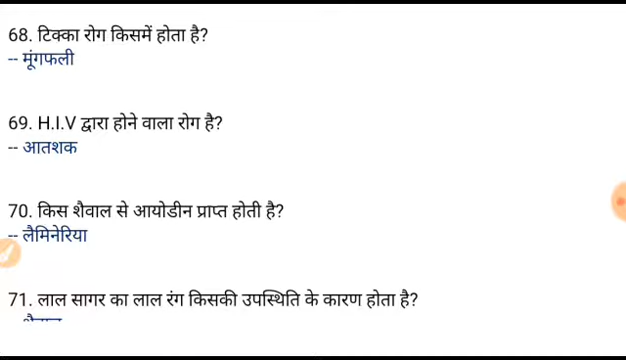 68. टिक्का रोग किसमें होता है?
-- मूंगफली
69. H.I.V द्वारा होने वाला रोग है?
-- आतशक
70. किस शैवाल से आयोडीन प्राप्त होती है?
-- लैमिनेरिया
71. लाल सागर का लाल रंग किसकी उपस्थिति के कारण होता है?